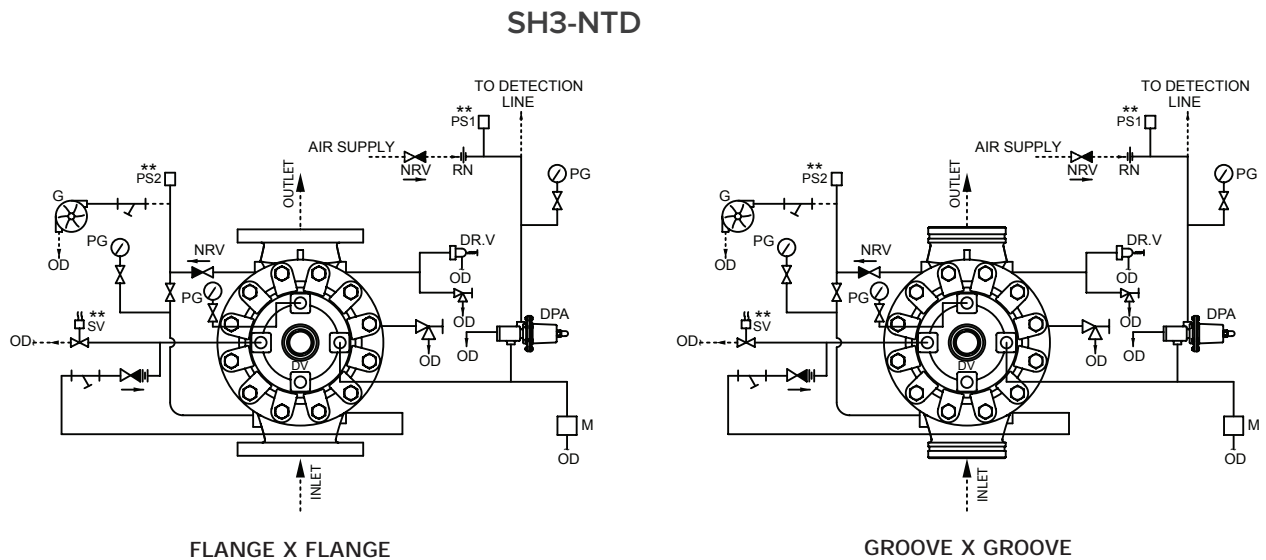 SH3-NTD
TO DETECTION
LINE
**
PS1
AIR SUPPLY
NRV
RN
PG
**
PS2
G
OUTLET
OD
PG
NRV
DR.V
OD
PG
OD
DPA
**
SV
OD
OD
OD
DV
M
OD
INLET
FLANGE X FLANGE
TO DETECTION
LINE
**
PS1
AIR SUPPLY
NRV
RN
PG
**
PS2
G
OUTLET
OD
PG
NRV
DR.V
OD
PG
OD
DPA
**
SV
OD
OD
OD
DV
M
OD
INLET
GROOVE X GROOVE